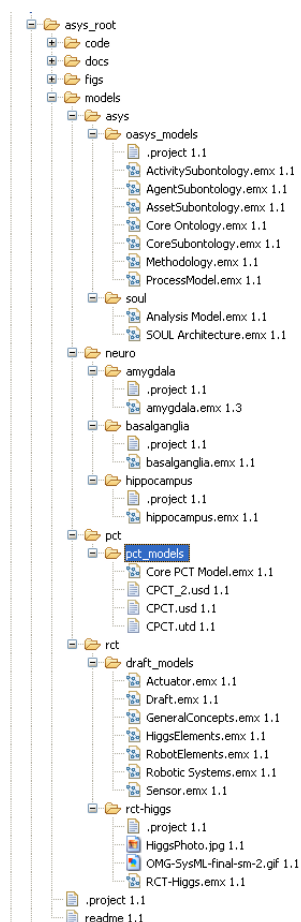 asys_root
code
docs
figs
models
asys
oasys_models
.project 1.1
ActivitySubontology.emx 1.1
AgentSubontology.emx 1.1
AssetSubontology.emx 1.1
Core Ontology.emx 1.1
CoreSubontology.emx 1.1
Methodology.emx 1.1
ProcessModel.emx 1.1
soul
Analysis Model.emx 1.1
SOUL Architecture.emx 1.1
neuro
amygdala
.project 1.1
amygdala.emx 1.3
basalganglia
.project 1.1
basalganglia.emx 1.1
hippocampus
.project 1.1
hippocampus.emx 1.1
pct
pct_models
Core PCT Model.emx 1.1
CPCT_2.usd 1.1
CPCT.usd 1.1
CPCT.utd 1.1
rct
draft_models
Actuator.emx 1.1
Draft.emx 1.1
GeneralConcepts.emx 1.1
HiggsElements.emx 1.1
RobotElements.emx 1.1
Robotic Systems.emx 1.1
Sensor.emx 1.1
rct-higgs
.project 1.1
HiggsPhoto.jpg 1.1
OMG-SysML-final-sm-2.gif 1.1
RCT-Higgs.emx 1.1
.project 1.1
readme 1.1